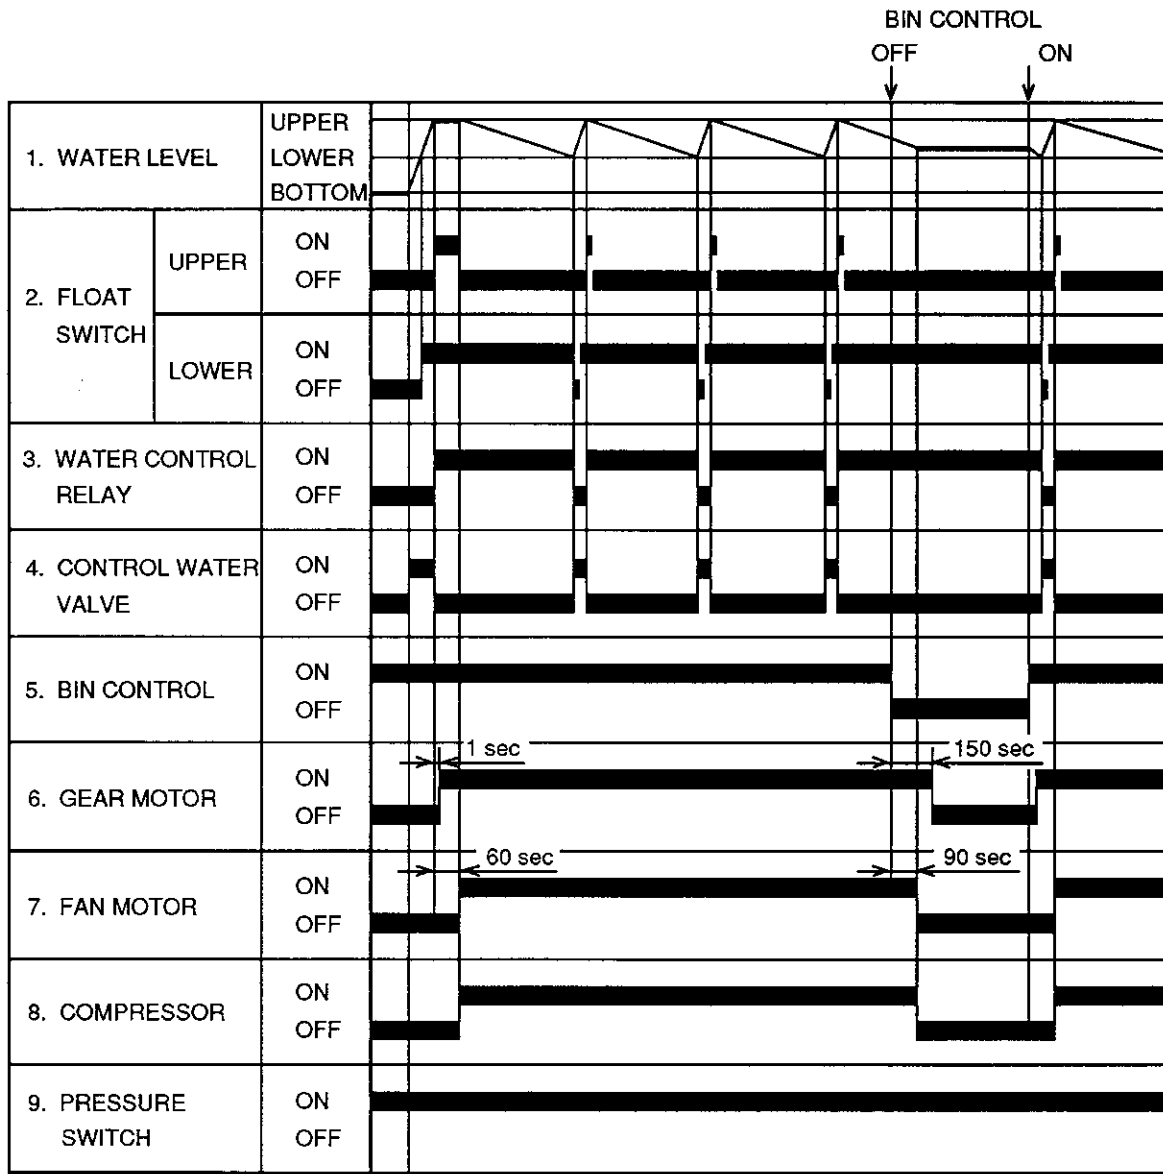 BIN CONTROL
OFF ON
1. WATER LEVEL
UPPER
LOWER
BOTTOM
2. FLOAT
SWITCH
UPPER
ON
OFF
LOWER
ON
OFF
3. WATER CONTROL
RELAY
ON
OFF
4. CONTROL WATER
VALVE
ON
OFF
5. BIN CONTROL
ON
OFF
6. GEAR MOTOR
ON
OFF
1 sec
150 sec
7. FAN MOTOR
ON
OFF
60 sec
90 sec
8. COMPRESSOR
ON
OFF
9. PRESSURE
SWITCH
ON
OFF